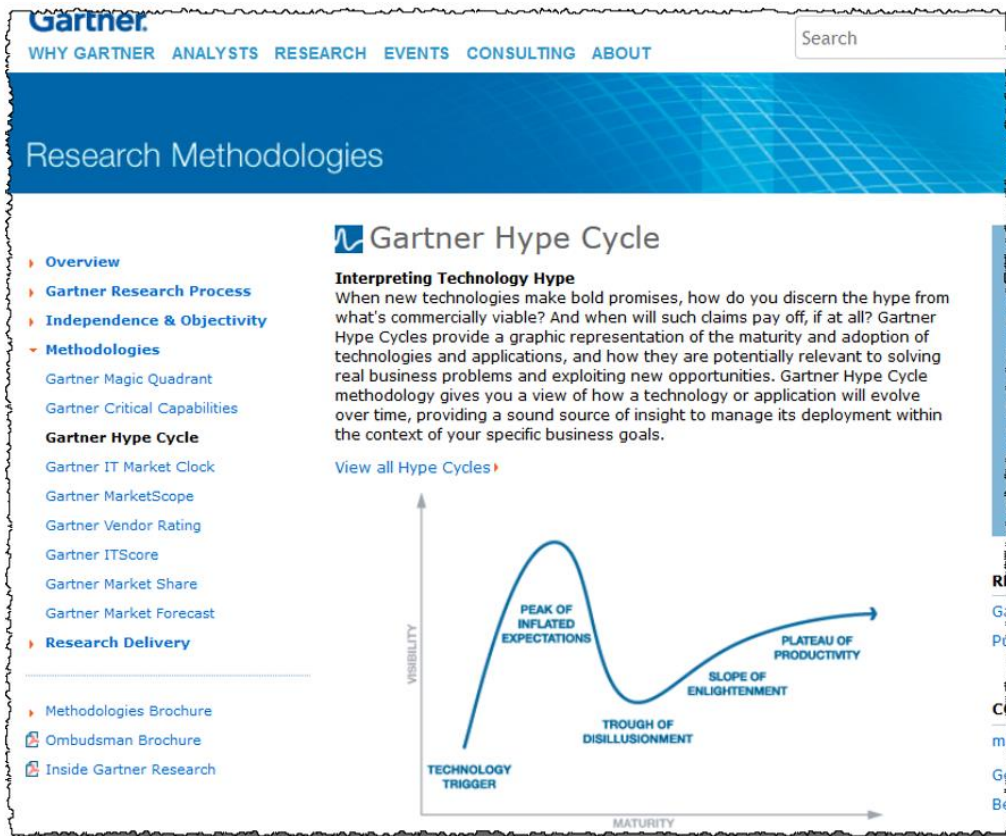 Gartner.
WHY GARTNER ANALYSTS RESEARCH EVENTS CONSULTING ABOUT
Search
Research Methodologies
Overview
Gartner Research Process
Independence & Objectivity
Methodologies
Gartner Magic Quadrant
Gartner Critical Capabilities
Gartner Hype Cycle
Gartner IT Market Clock
Gartner MarketScope
Gartner Vendor Rating
Gartner ITScore
Gartner Market Share
Gartner Market Forecast
Research Delivery
Methodologies Brochure
Ombudsman Brochure
Inside Gartner Research
Gartner Hype Cycle
Interpreting Technology Hype
When new technologies make bold promises, how do you discern the hype from
what's commercially viable? And when will such claims pay off, if at all? Gartner
Hype Cycles provide a graphic representation of the maturity and adoption of
technologies and applications, and how they are potentially relevant to solving
real business problems and exploiting new opportunities. Gartner Hype Cycle
methodology gives you a view of how a technology or application will evolve
over time, providing a sound source of insight to manage its deployment within
the context of your specific business goals.
View all Hype Cycles
VISIBILITY
PEAK OF
INFLATED
EXPECTATIONS
PLATEAU OF
PRODUCTIVITY
SLOPE OF
ENLIGHTENMENT
TROUGH OF
DISILLUSIONMENT
TECHNOLOGY
TRIGGER
MATURITY